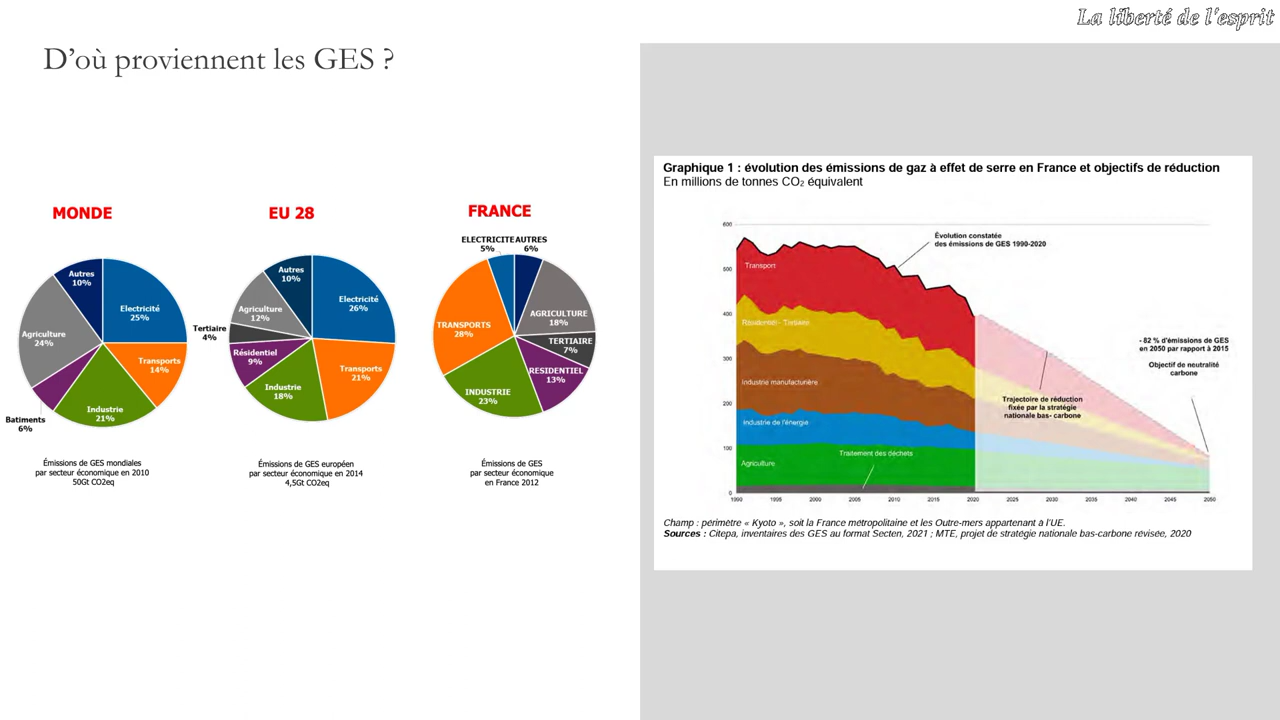 La liberté de l'esprit
D'où proviennent les GES ?
MONDE
Autres
10%
Electricité
25%
Agriculture
24%
Transports
14%
Batiments
6%
Industrie
21%
Émissions de GES mondiales
par secteur économique en 2010
50Gt CO2eq
EU 28
Autres
10%
Electricité
26%
Agriculture
12%
Tertiaire
4%
Résidentiel
9%
Transports
21%
Industrie
18%
Émissions de GES européen
par secteur économique en 2014
4,5Gt CO2eq
FRANCE
ELECTRICITE
5%
AUTRES
6%
AGRICULTURE
18%
TRANSPORTS
28%
TERTIAIRE
7%
RESIDENTIEL
13%
INDUSTRIE
23%
Émissions de GES
par secteur économique
en France 2012
Graphique 1 : évolution des émissions de gaz à effet de serre en France et objectifs de réduction
En millions de tonnes CO₂ équivalent
600
500
400
300
200
100
0
Évolution constatée
des émissions de GES 1990-2020
Transport
Résidentiel - Tertiaire
Industrie manufacturière
Industrie de l'énergie
Traitement des déchets
Agriculture
- 82 % d'émissions de GES
en 2050 par rapport à 2015
Objectif de neutralité
carbone
Trajectoire de réduction
fixée par la stratégie
nationale bas- carbone
1990 1995 2000 2005 2010 2015 2020 2025 2030 2035 2040 2045 2050
Champ : périmètre « Kyoto », soit la France métropolitaine et les Outre-mers appartenant à l'UE.
Sources : Citepa, inventaires des GES au format Secten, 2021 ; MTE, projet de stratégie nationale bas-carbone révisée, 2020